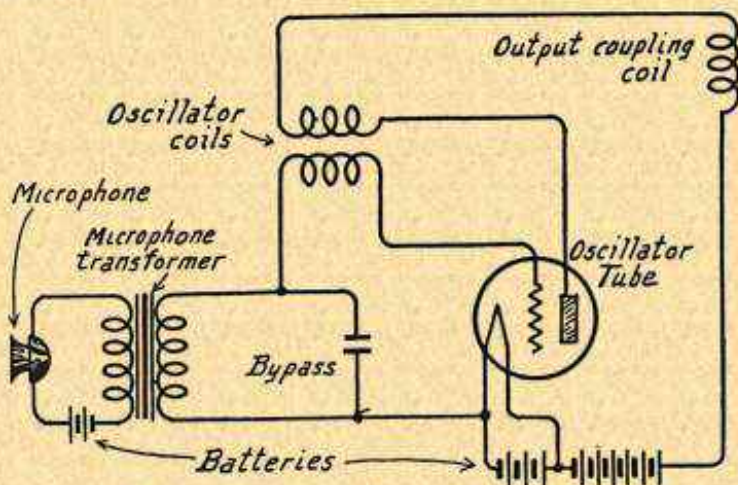 Output coupling
coil
Oscillator
coils
Microphone
Microphone
transformer
Oscillator
Tube
Bypass
Batteries